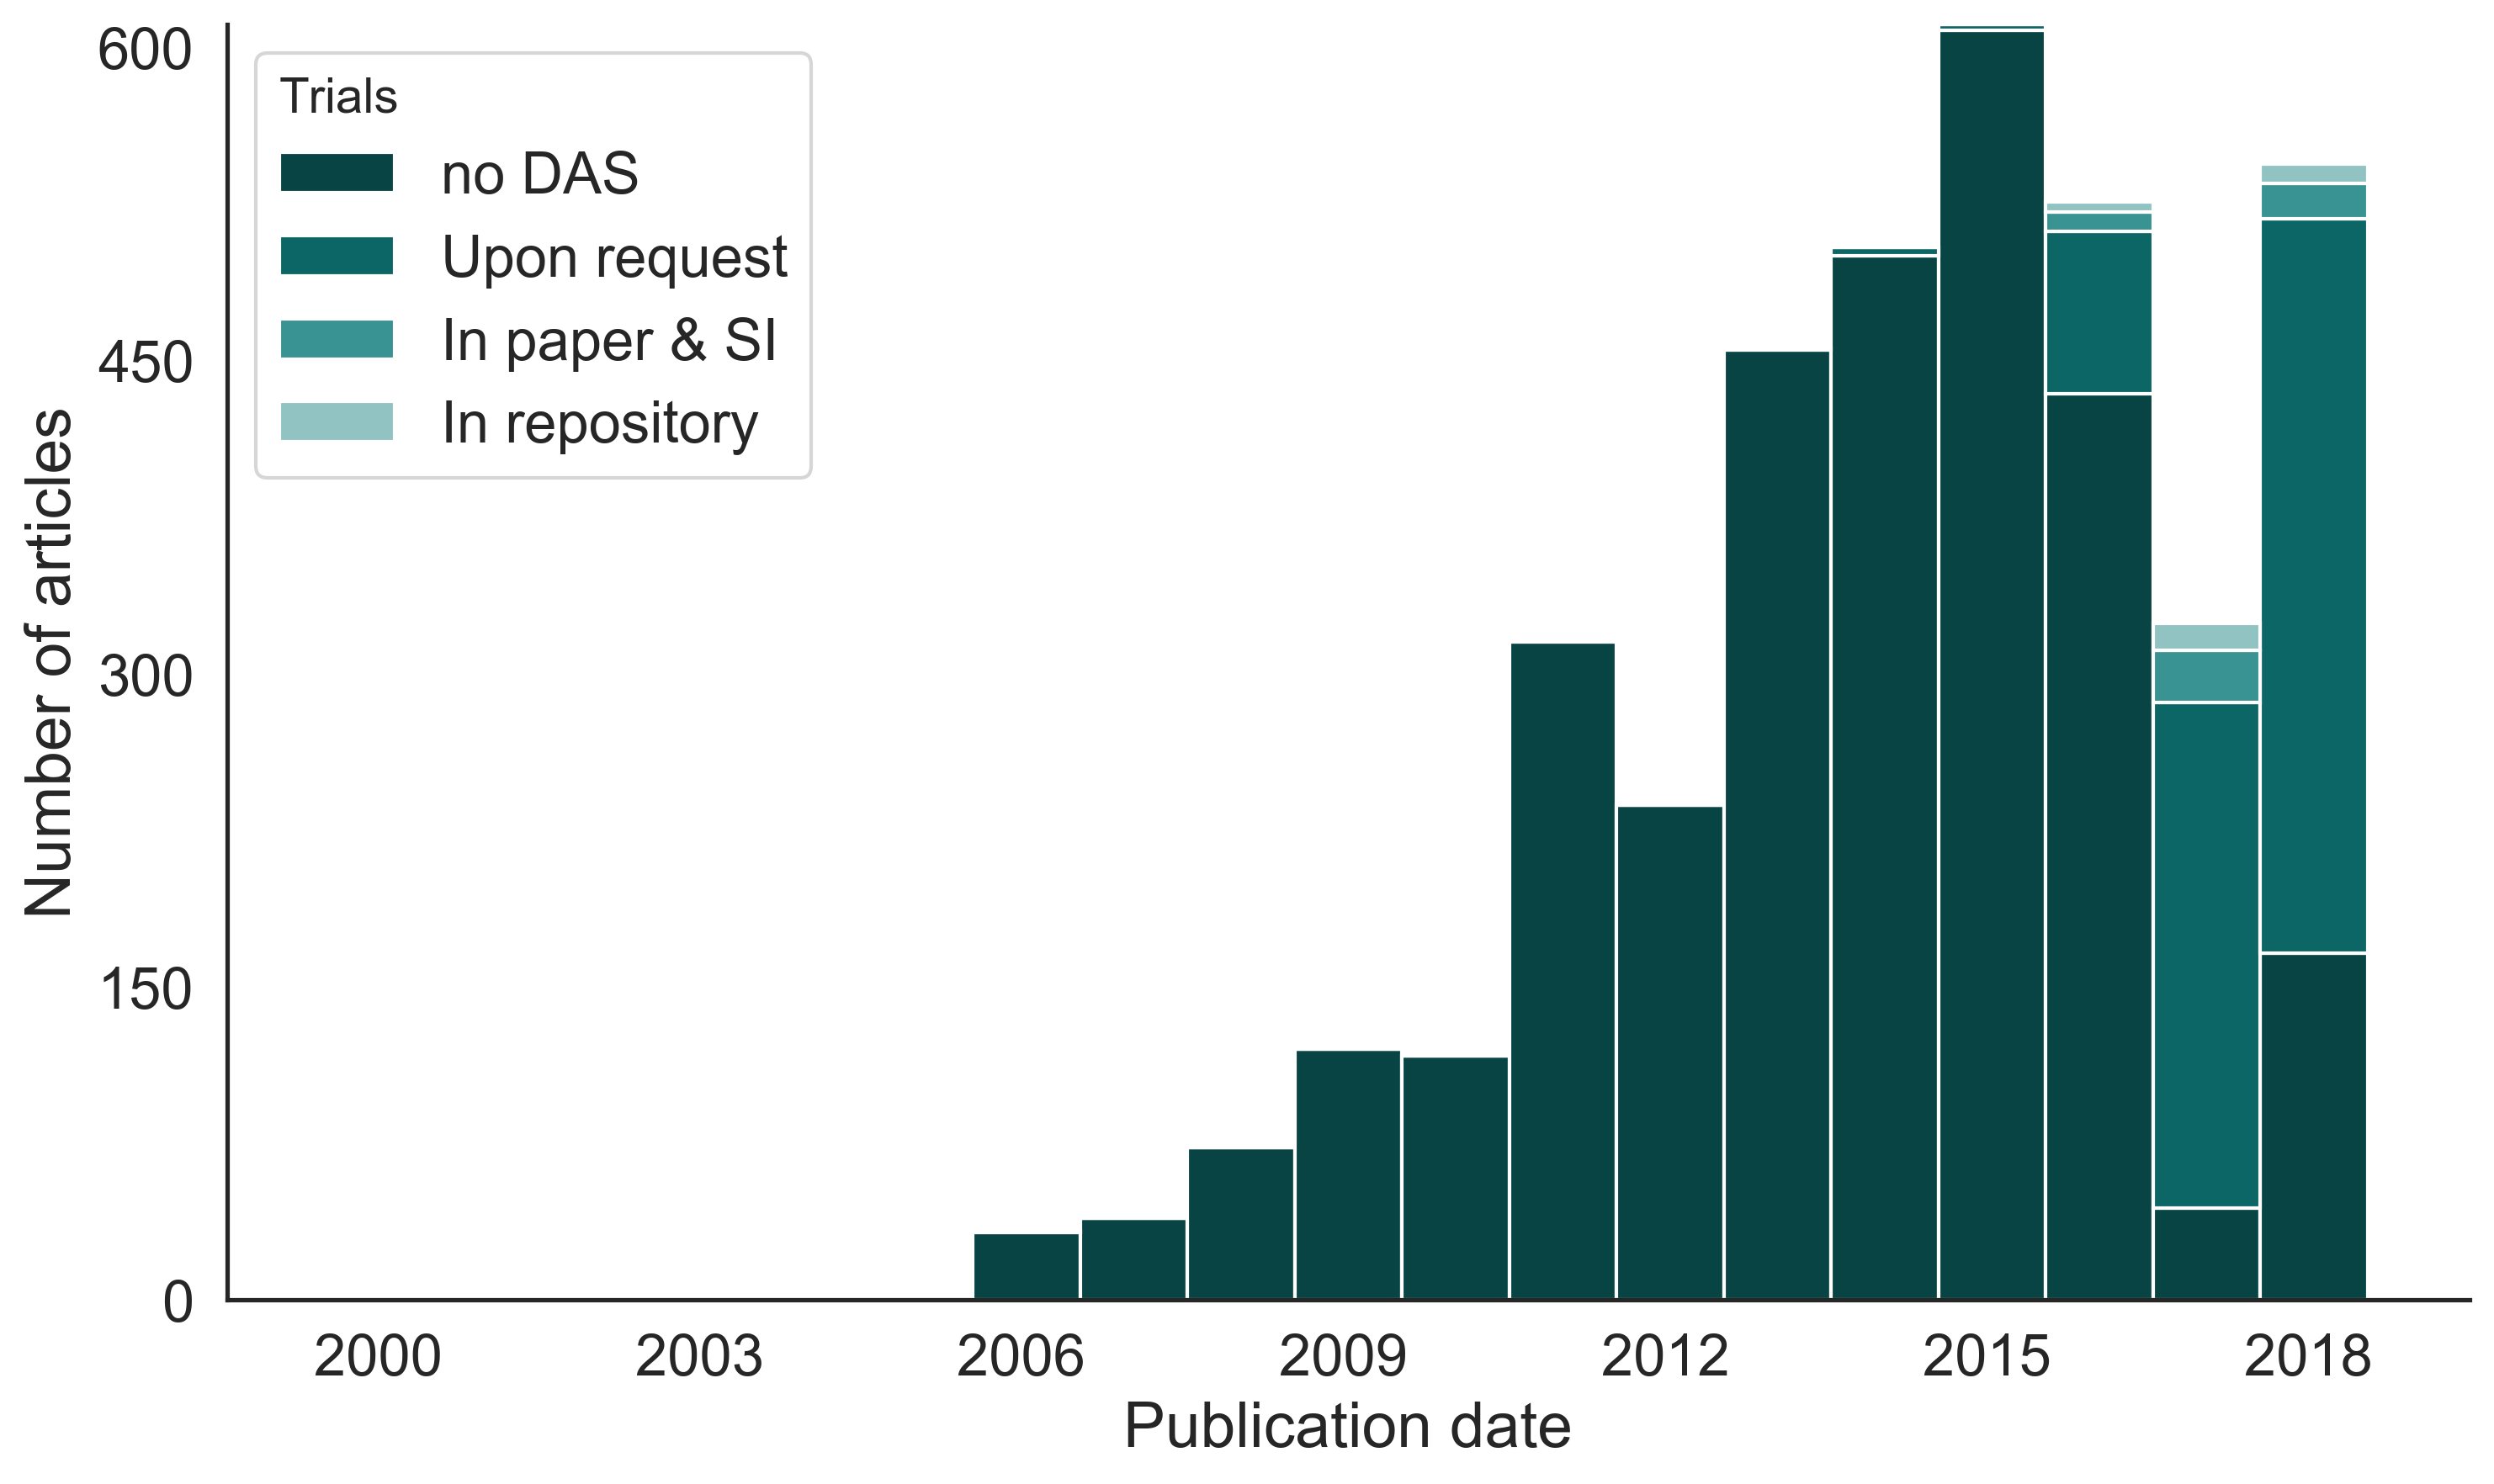 600
450
300
150
0
Number of articles
Trials
no DAS
Upon request
In paper & SI
In repository
2000 2003 2006 2009 2012 2015 2018
Publication date